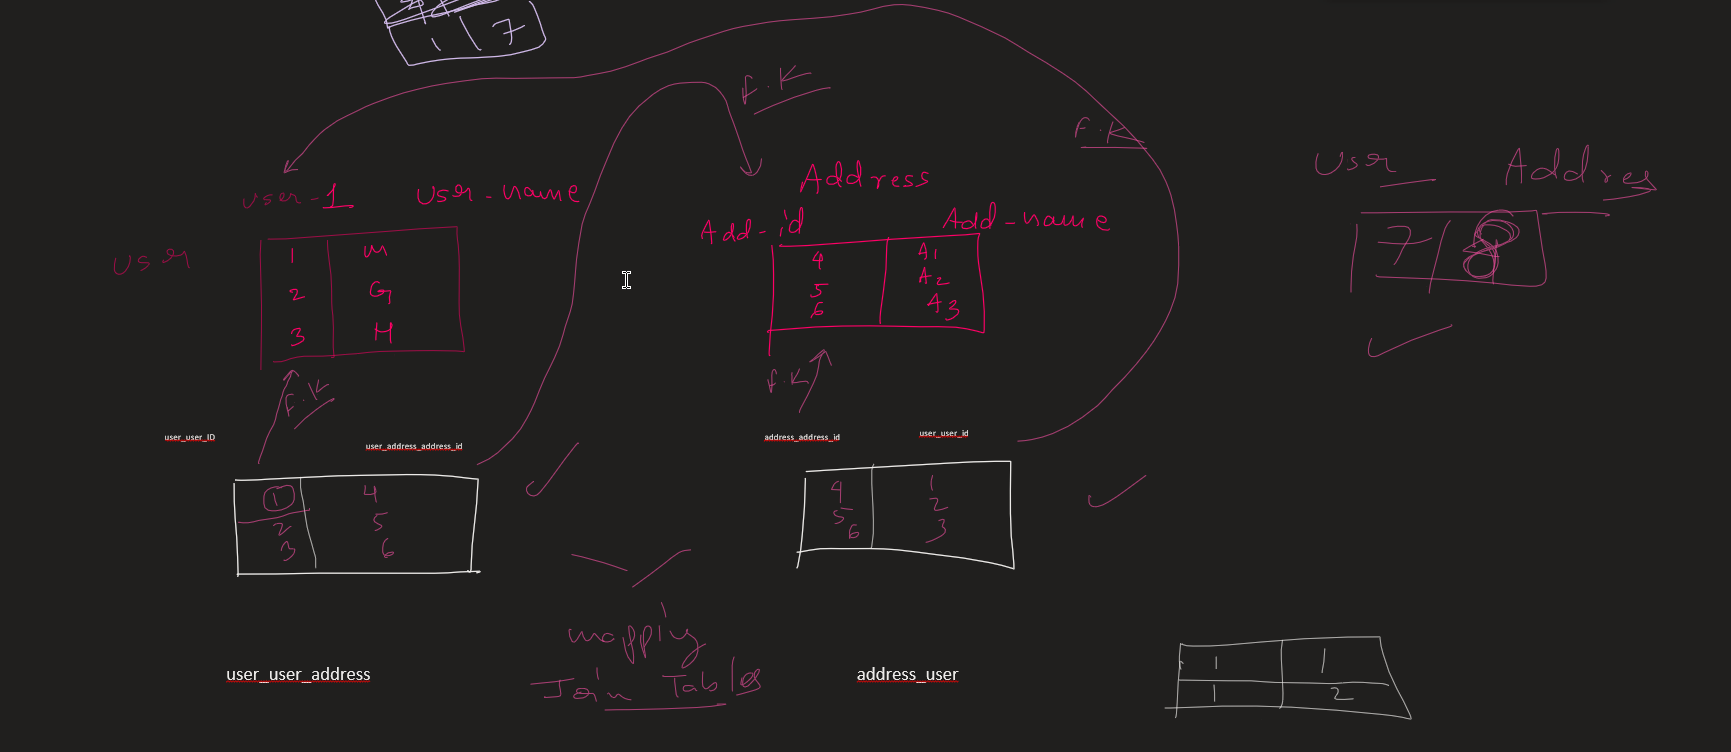 1 7
F.K
F.K
User Address
7 8
user-1 User-name
Address
Add-id Add-name
User
1 M
2 G
3 H
4 A1
5 A2
6 A3
F.K
F.K
user_user_ID user_address_address_id
address_address_id user_user_id
1 4
2 5
3 6
4 1
5 2
6 3
mapping
Join Tables
user_user_address
address_user
1 1
1 2